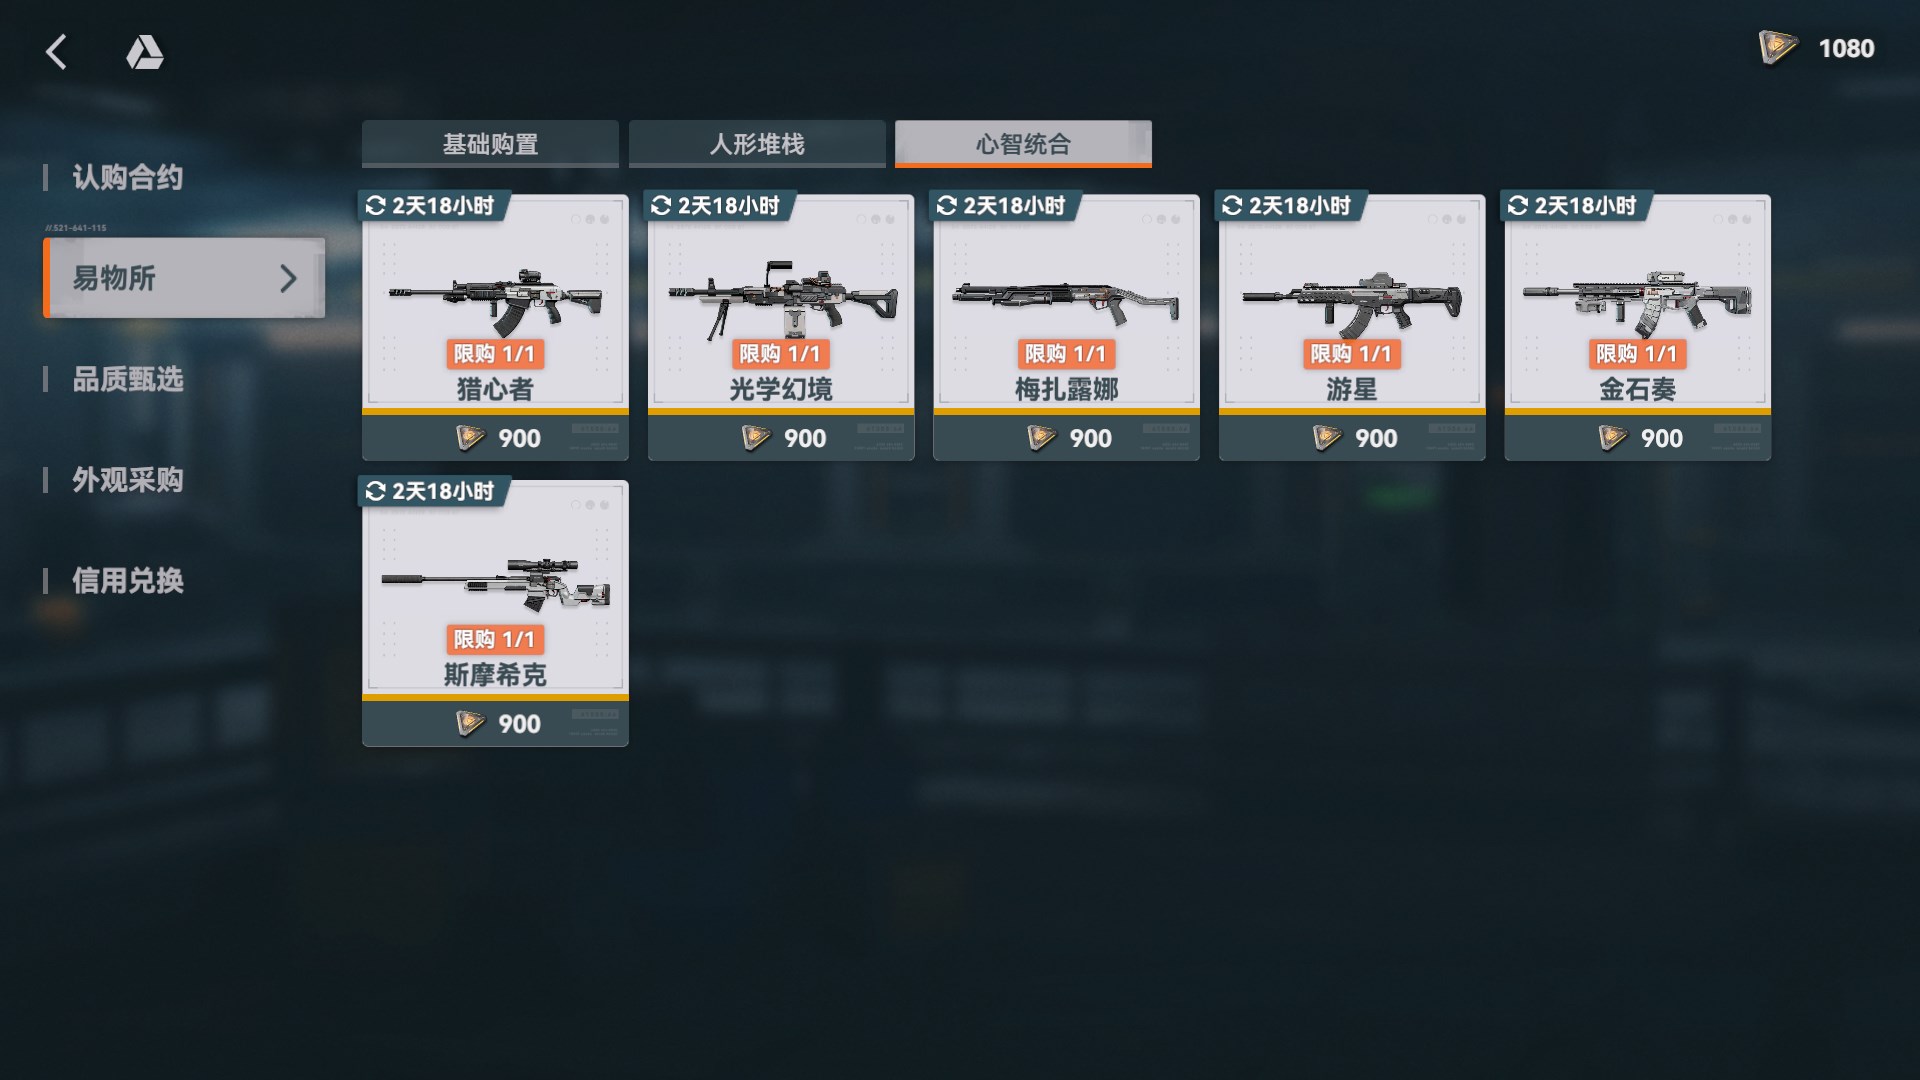 1080
基础购置
人形堆栈
心智统合
认购合约
//.521-641-115
易物所
品质甄选
外观采购
信用兑换
2天18小时
限购 1/1
猎心者
900
2天18小时
限购 1/1
光学幻境
900
2天18小时
限购 1/1
梅扎露娜
900
2天18小时
限购 1/1
游星
900
2天18小时
限购 1/1
金石奏
900
2天18小时
限购 1/1
斯摩希克
900